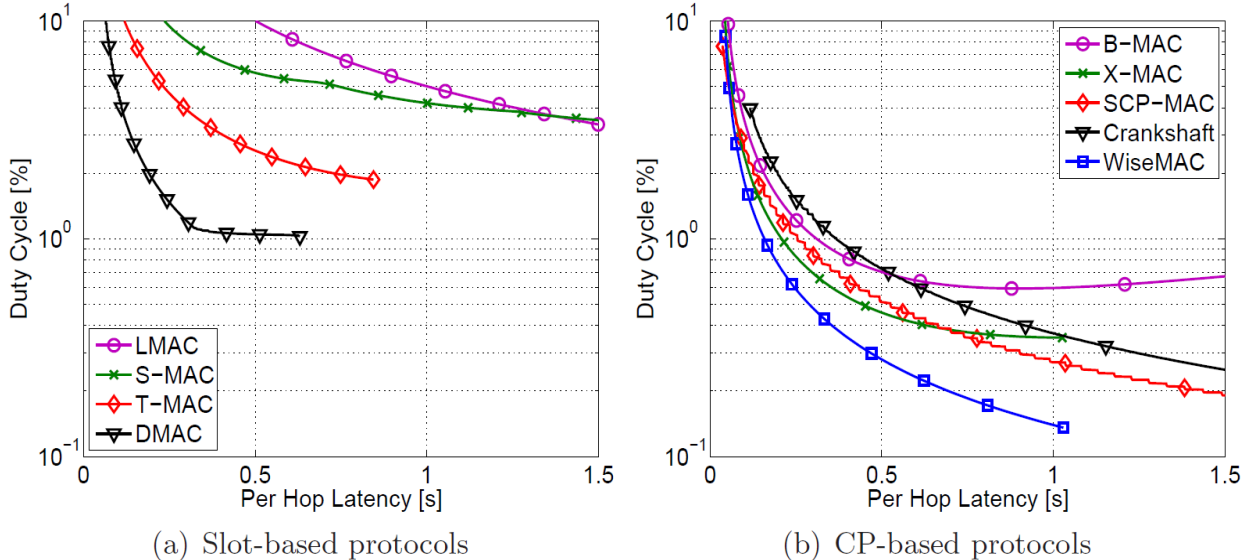 10^1
10^0
10^-1
Duty Cycle [%]
LMAC
S-MAC
T-MAC
DMAC
0 0.5 1 1.5
Per Hop Latency [s]
(a) Slot-based protocols
10^1
10^0
10^-1
Duty Cycle [%]
B-MAC
X-MAC
SCP-MAC
Crankshaft
WiseMAC
0 0.5 1 1.5
Per Hop Latency [s]
(b) CP-based protocols